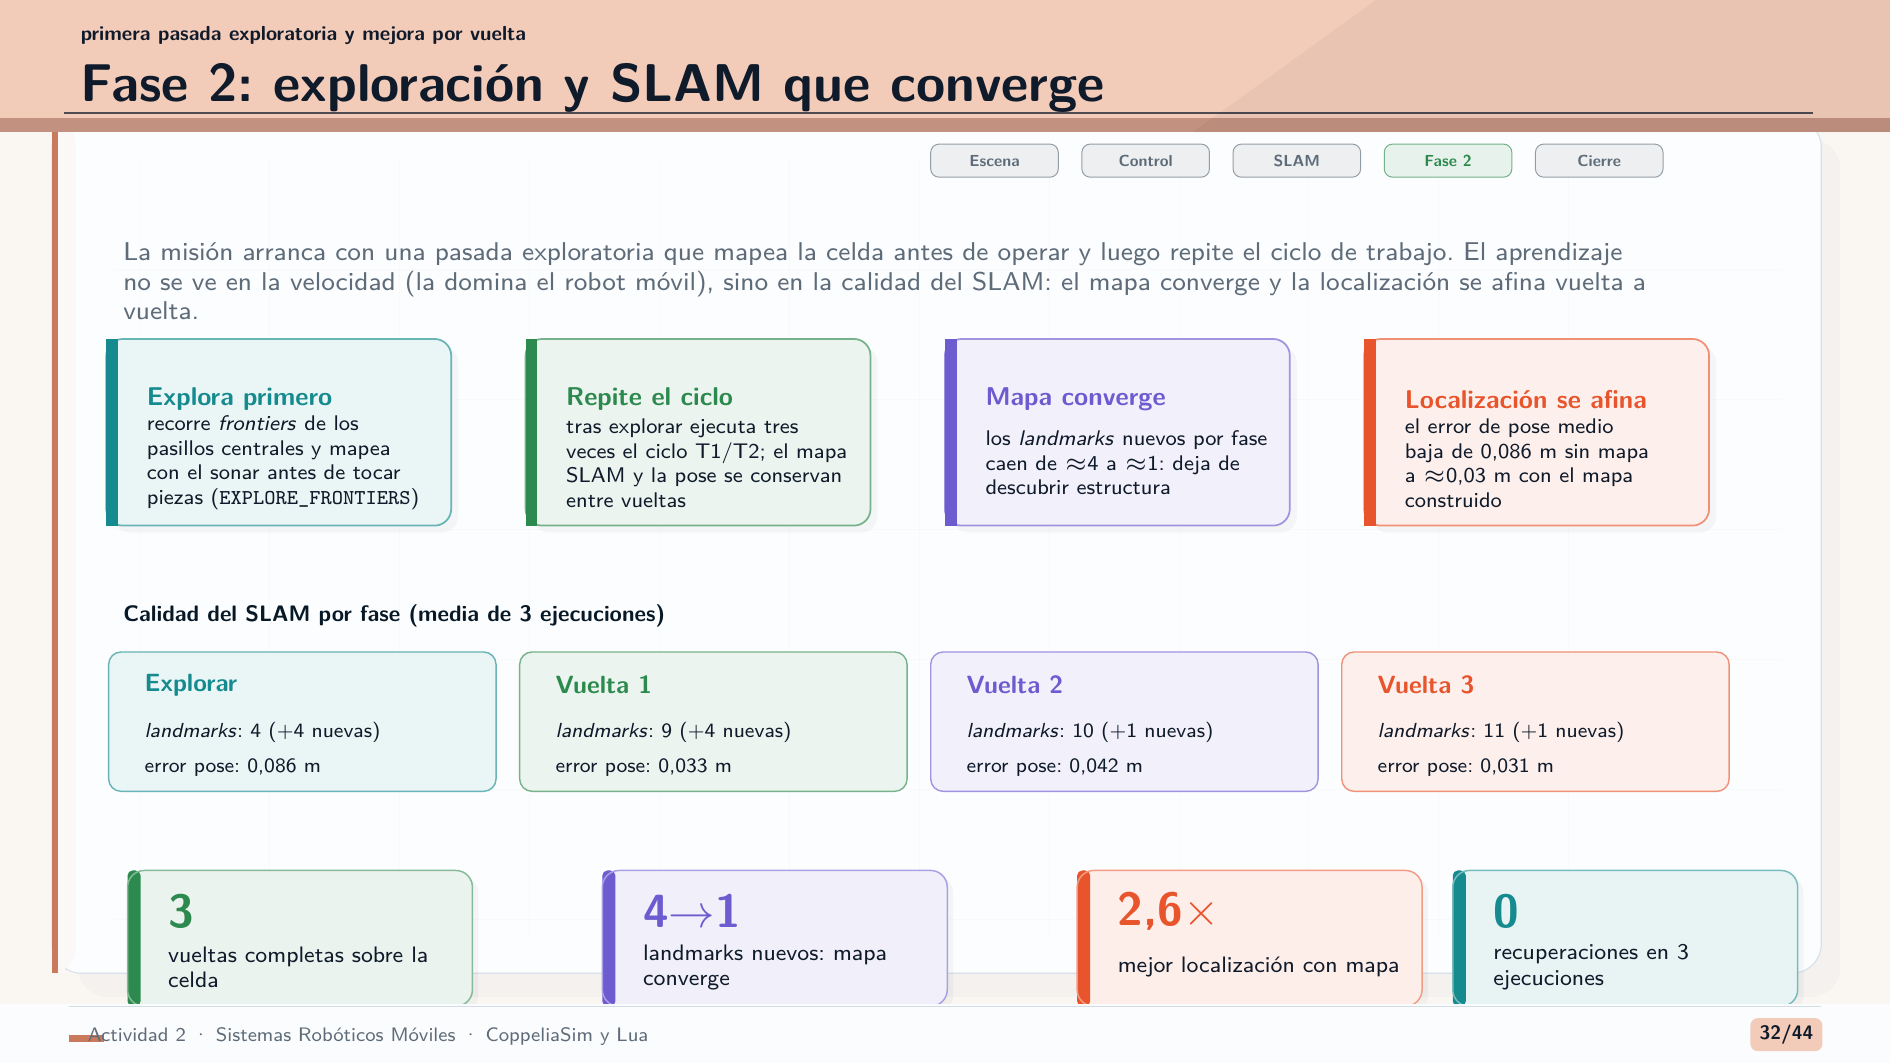 primera pasada exploratoria y mejora por vuelta
Fase 2: exploración y SLAM que converge
Escena
Control
SLAM
Fase 2
Cierre
La misión arranca con una pasada exploratoria que mapea la celda antes de operar y luego repite el ciclo de trabajo. El aprendizaje
no se ve en la velocidad (la domina el robot móvil), sino en la calidad del SLAM: el mapa converge y la localización se afina vuelta a
vuelta.
Explora primero
recorre frontiers de los
pasillos centrales y mapea
con el sonar antes de tocar
piezas (EXPLORE_FRONTIERS)
Repite el ciclo
tras explorar ejecuta tres
veces el ciclo T1/T2; el mapa
SLAM y la pose se conservan
entre vueltas
Mapa converge
los landmarks nuevos por fase
caen de ≈4 a ≈1: deja de
descubrir estructura
Localización se afina
el error de pose medio
baja de 0,086 m sin mapa
a ≈0,03 m con el mapa
construido
Calidad del SLAM por fase (media de 3 ejecuciones)
Explorar
landmarks: 4 (+4 nuevas)
error pose: 0,086 m
Vuelta 1
landmarks: 9 (+4 nuevas)
error pose: 0,033 m
Vuelta 2
landmarks: 10 (+1 nuevas)
error pose: 0,042 m
Vuelta 3
landmarks: 11 (+1 nuevas)
error pose: 0,031 m
3
vueltas completas sobre la
celda
4→1
landmarks nuevos: mapa
converge
2,6×
mejor localización con mapa
0
recuperaciones en 3
ejecuciones
Actividad 2 · Sistemas Robóticos Móviles · CoppeliaSim y Lua
32/44